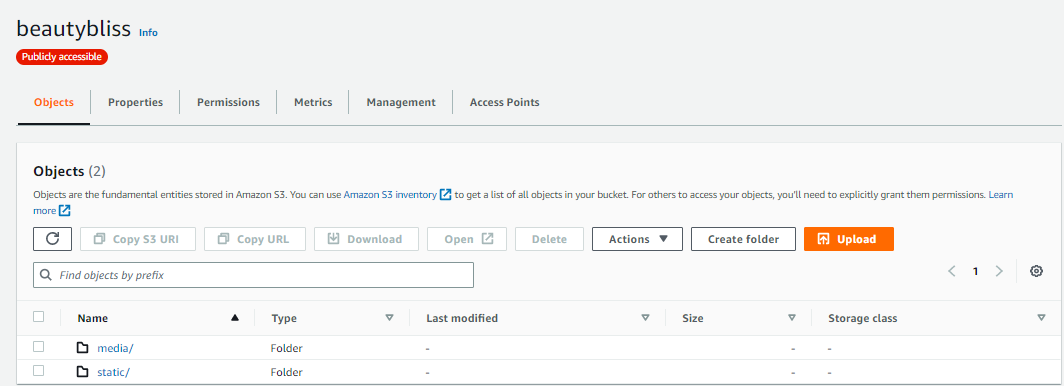 beautybliss Info
Publicly accessible
Objects Properties Permissions Metrics Management Access Points
Objects (2)
Objects are the fundamental entities stored in Amazon S3. You can use Amazon S3 inventory to get a list of all objects in your bucket. For others to access your objects, you'll need to explicitly grant them permissions. Learn
more
Copy S3 URI Copy URL Download Open Delete Actions Create folder Upload
Find objects by prefix 1
Name Type Last modified Size Storage class
media/ Folder - - -
static/ Folder - - -